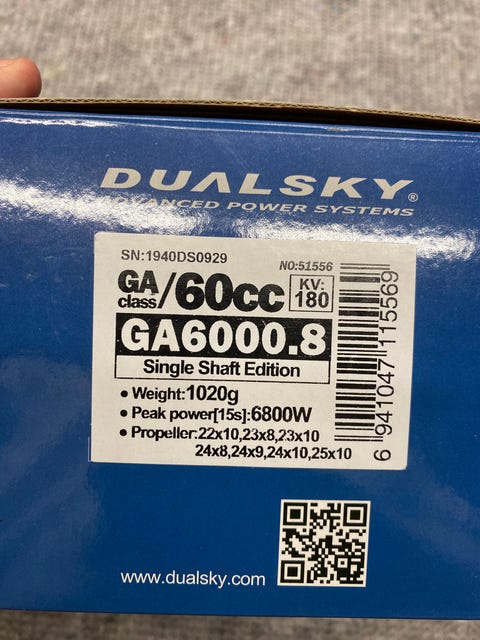 DUALSKY®
ADVANCED POWER SYSTEMS
SN:1940DS0929
NO:51556
GA class/60cc
KV: 180
GA6000.8
Single Shaft Edition
• Weight:1020g
• Peak power[15s]:6800W
• Propeller:22x10,23x8,23x10
24x8,24x9,24x10,25x10
6 941047 115569
www.dualsky.com